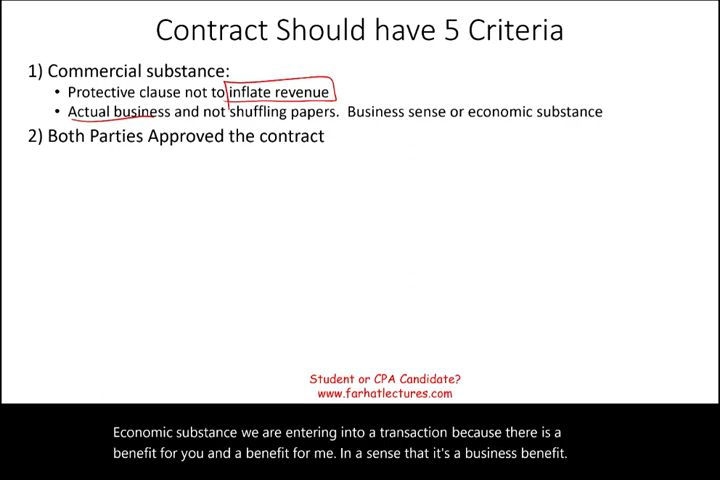 Contract Should have 5 Criteria
1) Commercial substance:
• Protective clause not to inflate revenue
• Actual business and not shuffling papers.  Business sense or economic substance
2) Both Parties Approved the contract
Student or CPA Candidate?
www.farhatlectures.com
Economic substance we are entering into a transaction because there is a
benefit for you and a benefit for me. In a sense that it's a business benefit.